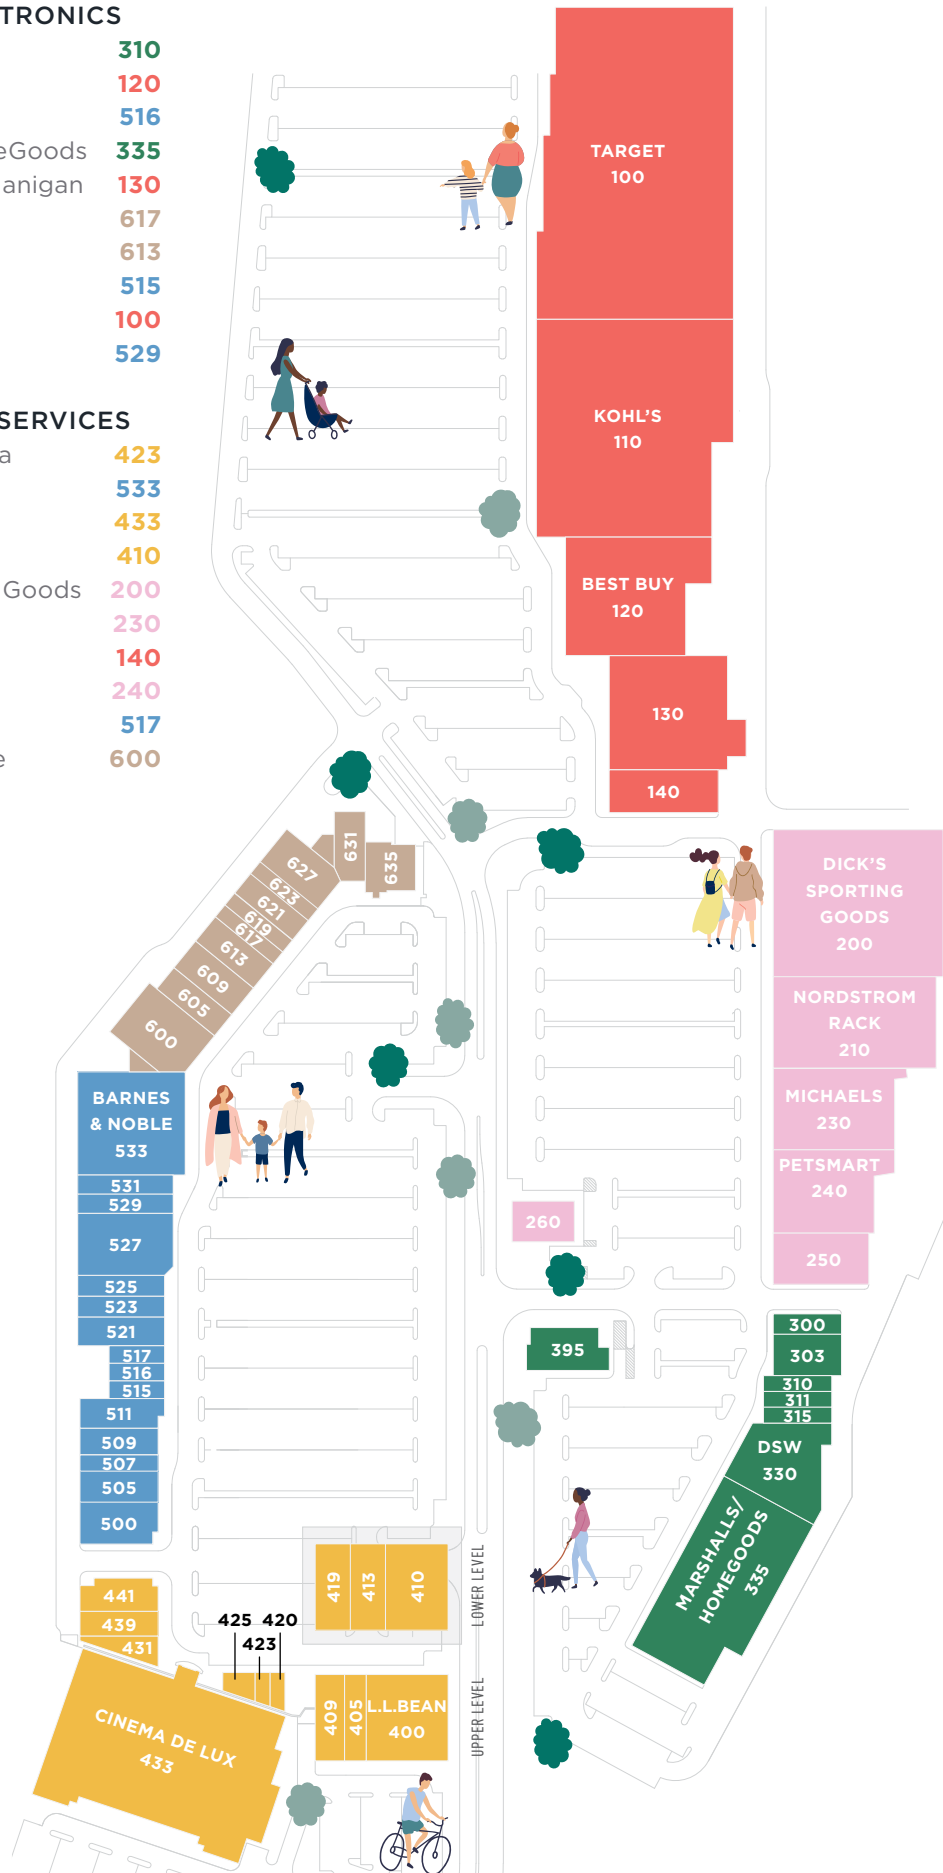 TRONICS
310
120
516
eGoods 335
anigan 130
617
613
515
100
529
SERVICES
a 423
533
433
410
Goods 200
230
140
240
517
e 600
TARGET
100
KOHL'S
110
BEST BUY
120
130
140
631
635
627
623
621
619
617
613
609
605
600
DICK'S
SPORTING
GOODS
200
NORDSTROM
RACK
210
MICHAELS
230
PETSMART
240
250
260
BARNES
& NOBLE
533
531
529
527
525
523
521
517
516
515
511
509
507
505
500
395
300
303
310
311
315
DSW
330
MARSHALLS/
HOMEGOODS
335
419
413
410
LOWER LEVEL
441
439
431
425 420
423
UPPER LEVEL
409
405
L.L.BEAN
400
CINEMA DE LUX
433